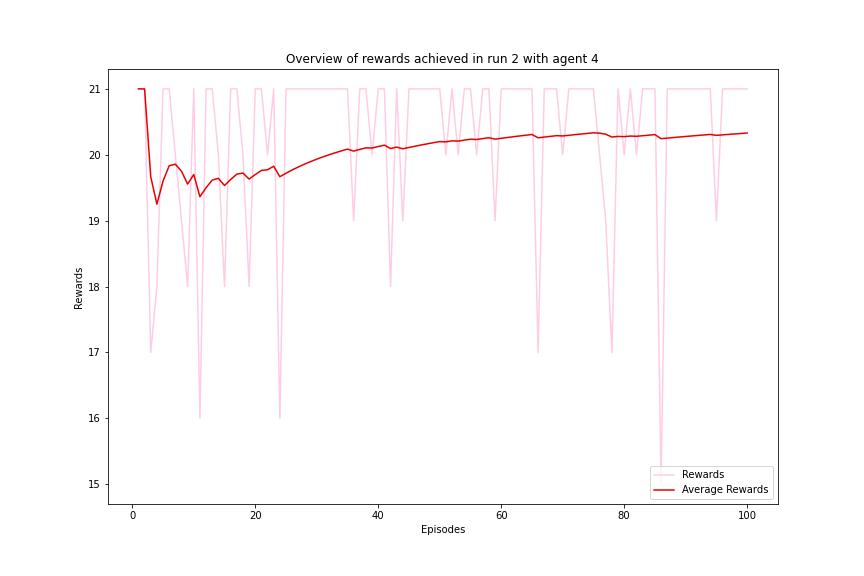 Overview of rewards achieved in run 2 with agent 4
21
20
19
18
17
16
15
Rewards
0
20
40
60
80
100
Episodes
Rewards
Average Rewards